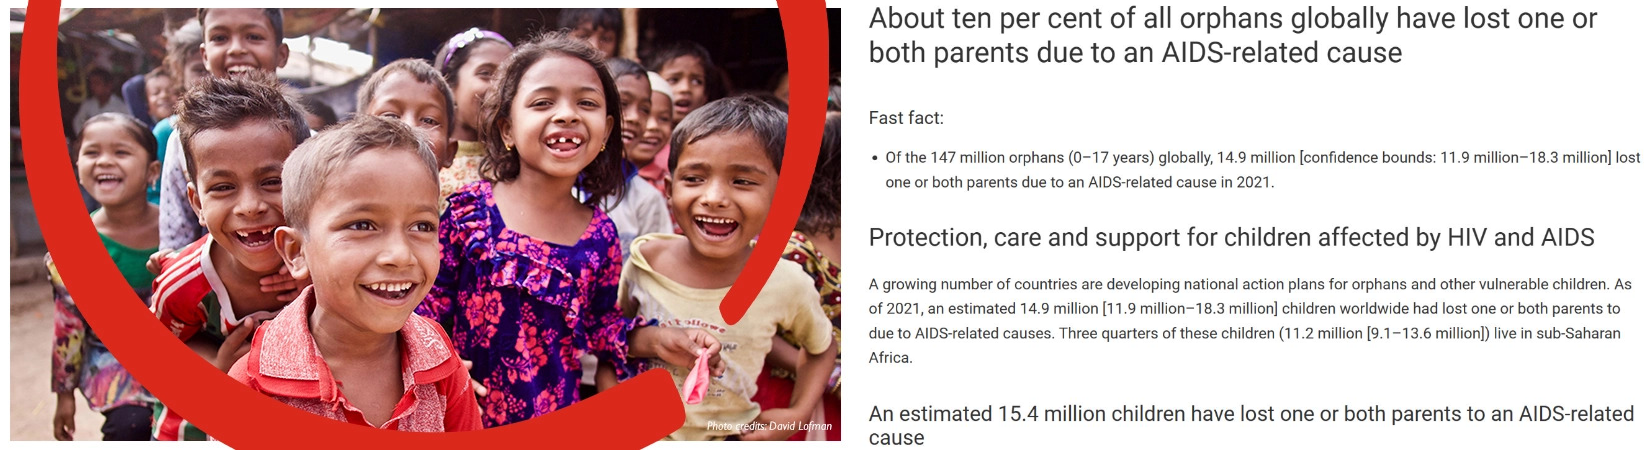 About ten per cent of all orphans globally have lost one or
both parents due to an AIDS-related cause
Fast fact:
• Of the 147 million orphans (0–17 years) globally, 14.9 million [confidence bounds: 11.9 million–18.3 million] lost
one or both parents due to an AIDS-related cause in 2021.
Protection, care and support for children affected by HIV and AIDS
A growing number of countries are developing national action plans for orphans and other vulnerable children. As
of 2021, an estimated 14.9 million [11.9 million–18.3 million] children worldwide had lost one or both parents to
due to AIDS-related causes. Three quarters of these children (11.2 million [9.1–13.6 million]) live in sub-Saharan
Africa.
An estimated 15.4 million children have lost one or both parents to an AIDS-related
cause
Photo credits: David Lofman